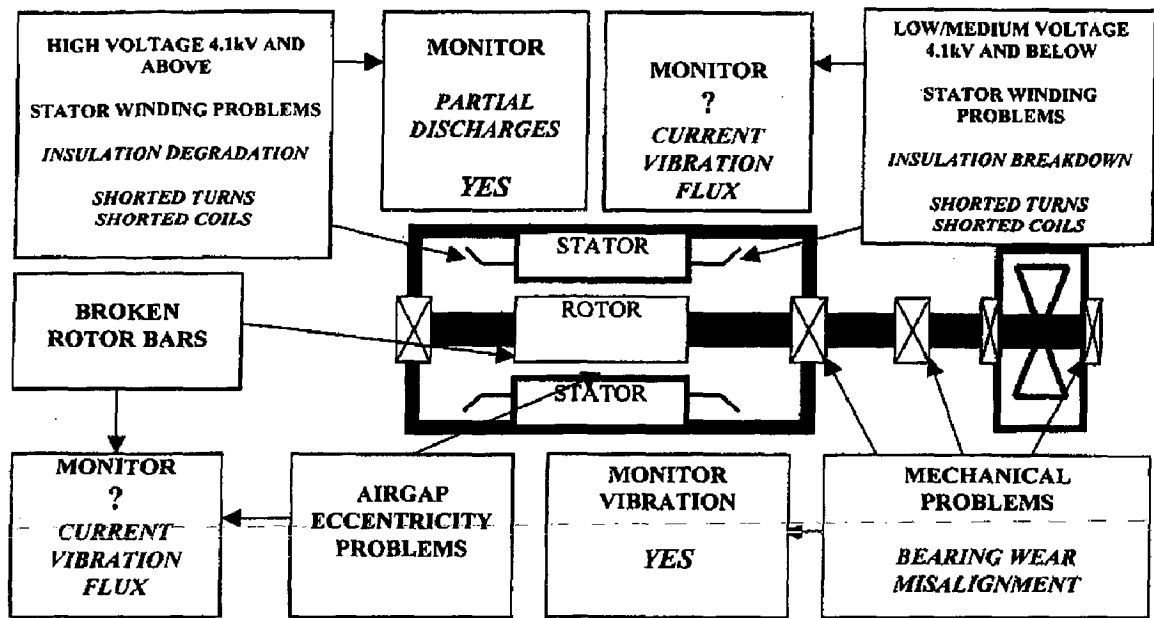 HIGH VOLTAGE 4.1kV AND
ABOVE
STATOR WINDING PROBLEMS
INSULATION DEGRADATION
SHORTED TURNS
SHORTED COILS
MONITOR
PARTIAL
DISCHARGES
YES
MONITOR
?
CURRENT
VIBRATION
FLUX
LOW/MEDIUM VOLTAGE
4.1kV AND BELOW
STATOR WINDING
PROBLEMS
INSULATION BREAKDOWN
SHORTED TURNS
SHORTED COILS
STATOR
ROTOR
STATOR
BROKEN
ROTOR BARS
MONITOR
?
CURRENT
VIBRATION
FLUX
AIRGAP
ECCENTRICITY
PROBLEMS
MONITOR
VIBRATION
YES
MECHANICAL
PROBLEMS
BEARING WEAR
MISALIGNMENT